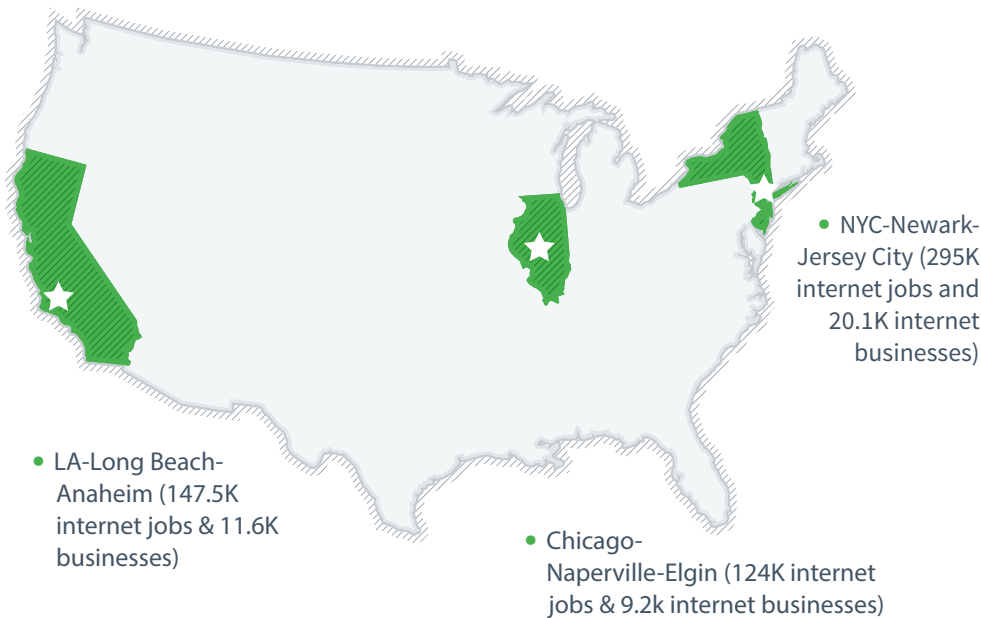 NYC-Newark-
Jersey City (295K
internet jobs and
20.1K internet
businesses)
LA-Long Beach-
Anaheim (147.5K
internet jobs & 11.6K
businesses)
Chicago-
Naperville-Elgin (124K internet
jobs & 9.2k internet businesses)